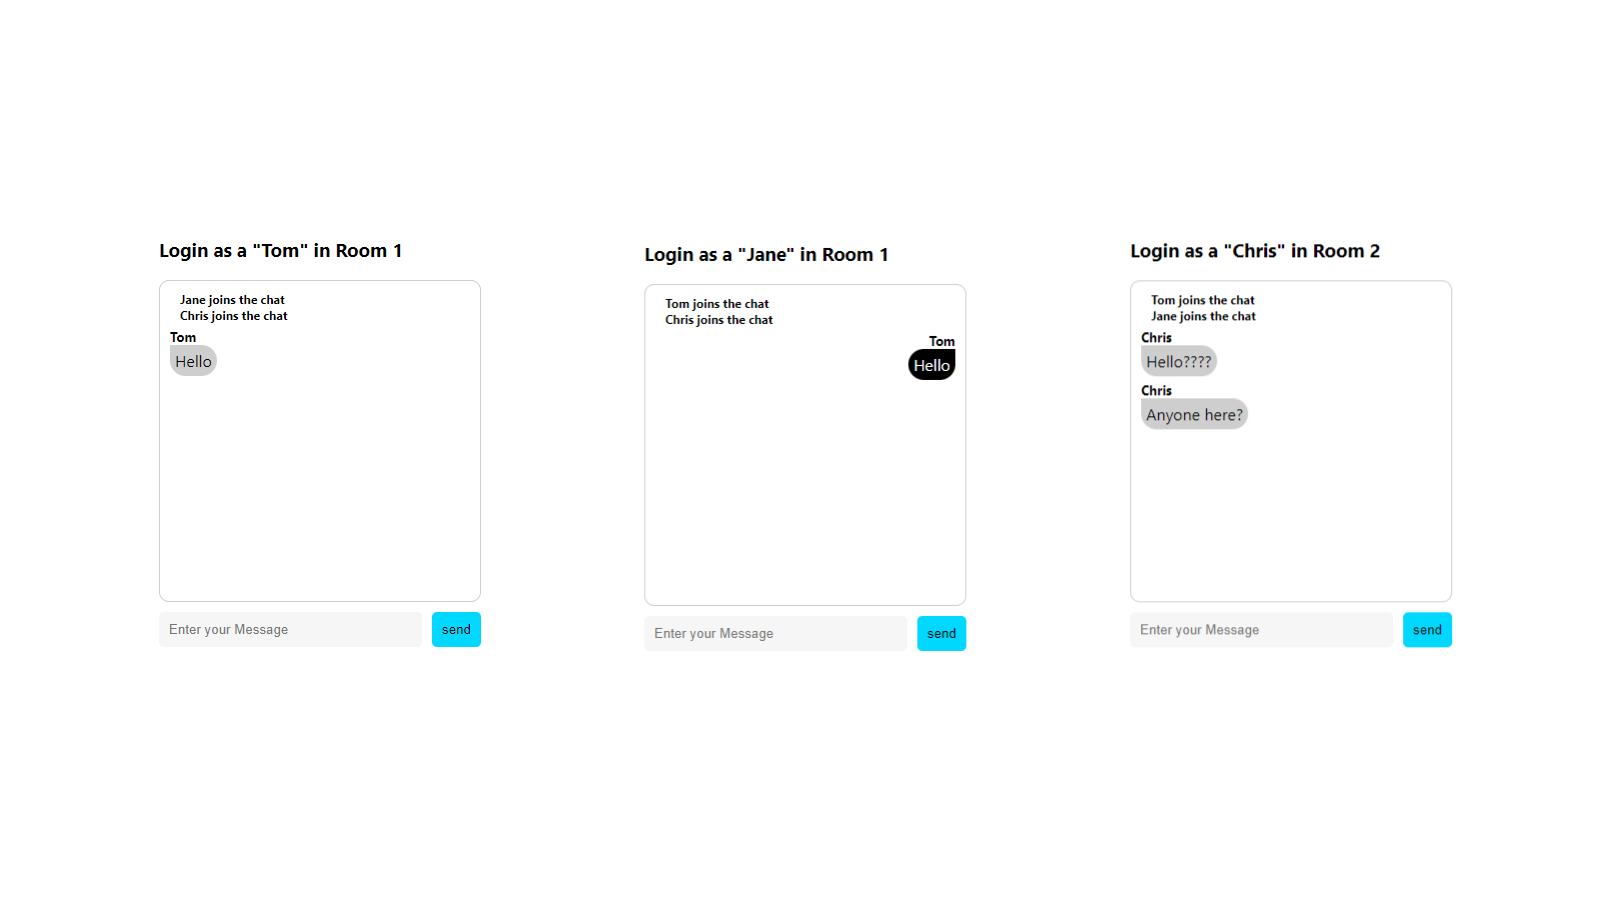 Login as a "Tom" in Room 1
Jane joins the chat
Chris joins the chat
Tom
Hello
Enter your Message
send
Login as a "Jane" in Room 1
Tom joins the chat
Chris joins the chat
Tom
Hello
Enter your Message
send
Login as a "Chris" in Room 2
Tom joins the chat
Jane joins the chat
Chris
Hello????
Chris
Anyone here?
Enter your Message
send